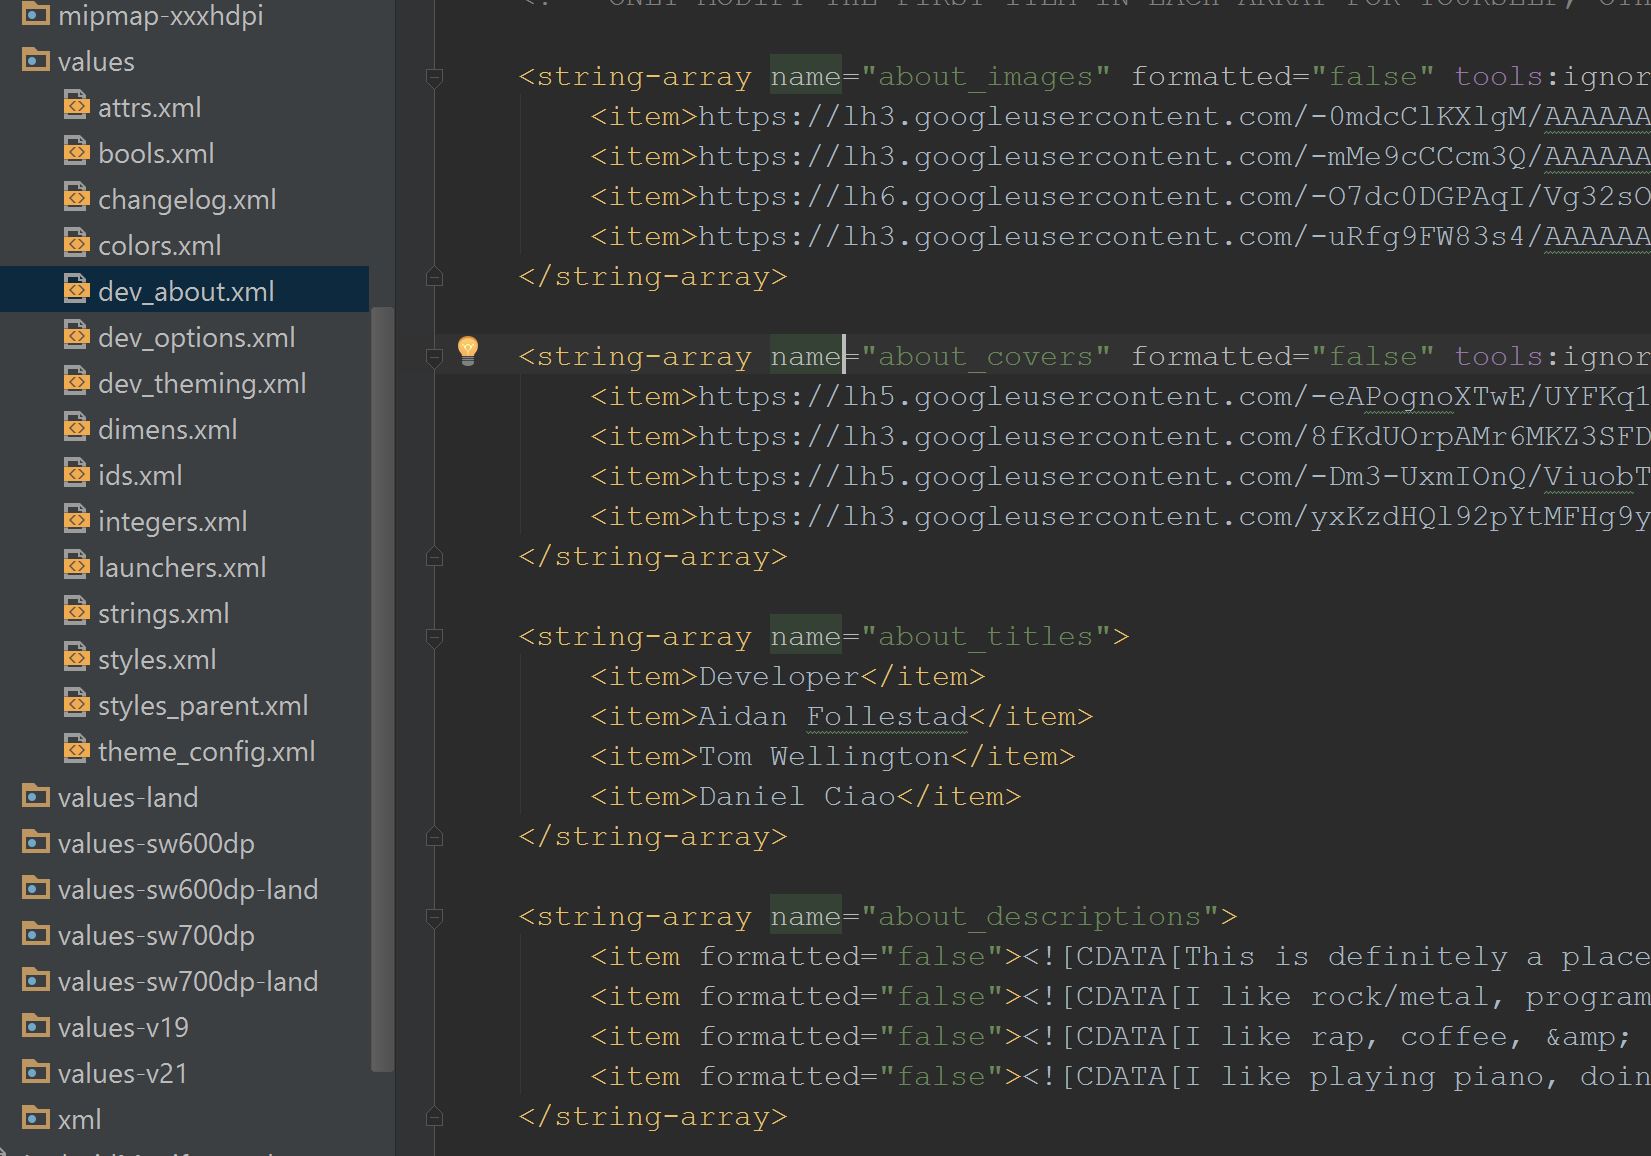 mipmap-xxxhdpi
values
attrs.xml
bools.xml
changelog.xml
colors.xml
dev_about.xml
dev_options.xml
dev_theming.xml
dimens.xml
ids.xml
integers.xml
launchers.xml
strings.xml
styles.xml
styles_parent.xml
theme_config.xml
values-land
values-sw600dp
values-sw600dp-land
values-sw700dp
values-sw700dp-land
values-v19
values-v21
xml
<string-array name="about_images" formatted="false" tools:ignor
<item>https://lh3.googleusercontent.com/-0mdcClKXlgM/AAAAAA
<item>https://lh3.googleusercontent.com/-mMe9cCCcm3Q/AAAAAA
<item>https://lh6.googleusercontent.com/-O7dc0DGPAqI/Vg32sO
<item>https://lh3.googleusercontent.com/-uRfg9FW83s4/AAAAAA
</string-array>
<string-array name="about_covers" formatted="false" tools:ignor
<item>https://lh5.googleusercontent.com/-eAPognoXTwE/UYFKq1
<item>https://lh3.googleusercontent.com/8fKdUOrpAMr6MKZ3SFD
<item>https://lh5.googleusercontent.com/-Dm3-UxmIOnQ/ViuobT
<item>https://lh3.googleusercontent.com/yxKzdHQl92pYtMFHg9y
</string-array>
<string-array name="about_titles">
<item>Developer</item>
<item>Aidan Follestad</item>
<item>Tom Wellington</item>
<item>Daniel Ciao</item>
</string-array>
<string-array name="about_descriptions">
<item formatted="false"><![CDATA[This is definitely a place
<item formatted="false"><![CDATA[I like rock/metal, program
<item formatted="false"><![CDATA[I like rap, coffee, &amp;
<item formatted="false"><![CDATA[I like playing piano, doin
</string-array>